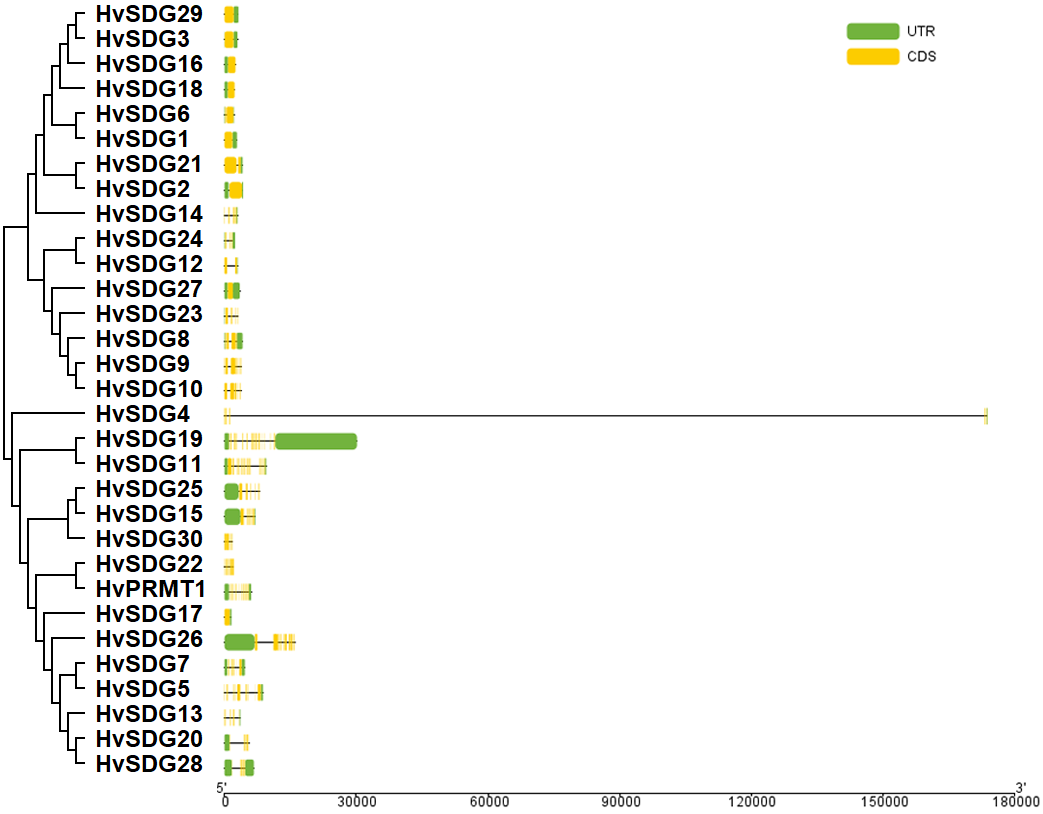 HvSDG29
UTR
HvSDG3
CDS
HvSDG16
HvSDG18
HvSDG6
HvSDG1
HvSDG21
HvSDG2
HvSDG14
HvSDG24
HvSDG12
HvSDG27
HvSDG23
HvSDG8
HvSDG9
HvSDG10
HvSDG4
HvSDG19
HvSDG11
HvSDG25
HvSDG15
HvSDG30
HvSDG22
HvPRMT1
HvSDG17
HvSDG26
HvSDG7
HvSDG5
HvSDG13
HvSDG20
HvSDG28
5' 3'
0 30000 60000 90000 120000 150000 180000